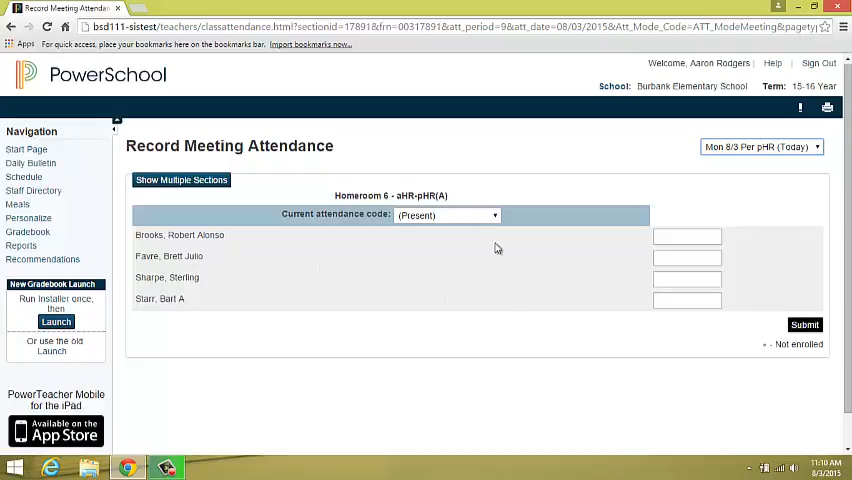 Record Meeting Attendance
bsd111-sistest/teachers/classattendance.html?sectionid=17891&frn=00317891&att_period=9&att_date=08/03/2015&Att_Mode_Code=ATT_ModeMeeting&pagety
Apps For quick access, place your bookmarks here on the bookmarks bar. Import bookmarks now...
PowerSchool
Welcome, Aaron Rodgers Help Sign Out
School: Burbank Elementary School Term: 15-16 Year
Navigation
Start Page
Daily Bulletin
Schedule
Staff Directory
Meals
Personalize
Gradebook
Reports
Recommendations
New Gradebook Launch
Run Installer once,
then
Launch
Or use the old
Launch
PowerTeacher Mobile
for the iPad
Available on the
App Store
Record Meeting Attendance
Mon 8/3 Per pHR (Today)
Show Multiple Sections
Homeroom 6 - aHR-pHR(A)
Current attendance code: (Present)
Brooks, Robert Alonso
Favre, Brett Julio
Sharpe, Sterling
Starr, Bart A
Submit
- Not enrolled
11:10 AM
8/3/2015